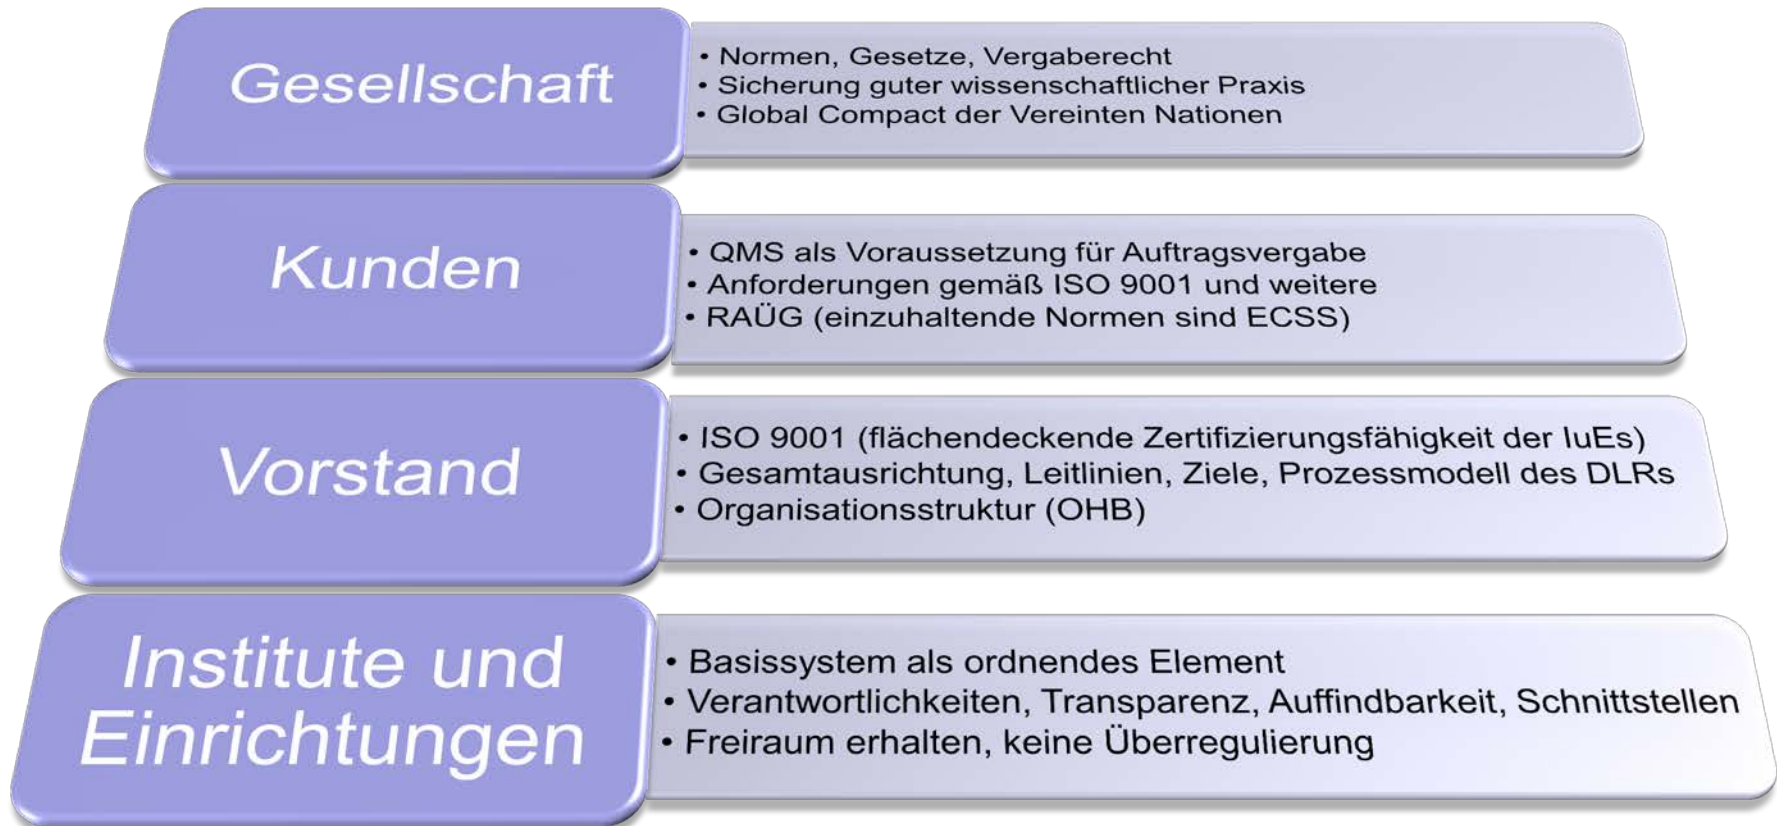 Gesellschaft
• Normen, Gesetze, Vergaberecht
• Sicherung guter wissenschaftlicher Praxis
• Global Compact der Vereinten Nationen
Kunden
• QMS als Voraussetzung für Auftragsvergabe
• Anforderungen gemäß ISO 9001 und weitere
• RAÜG (einzuhaltende Normen sind ECSS)
Vorstand
• ISO 9001 (flächendeckende Zertifizierungsfähigkeit der IuEs)
• Gesamtausrichtung, Leitlinien, Ziele, Prozessmodell des DLRs
• Organisationsstruktur (OHB)
Institute und
Einrichtungen
• Basissystem als ordnendes Element
• Verantwortlichkeiten, Transparenz, Auffindbarkeit, Schnittstellen
• Freiraum erhalten, keine Überregulierung